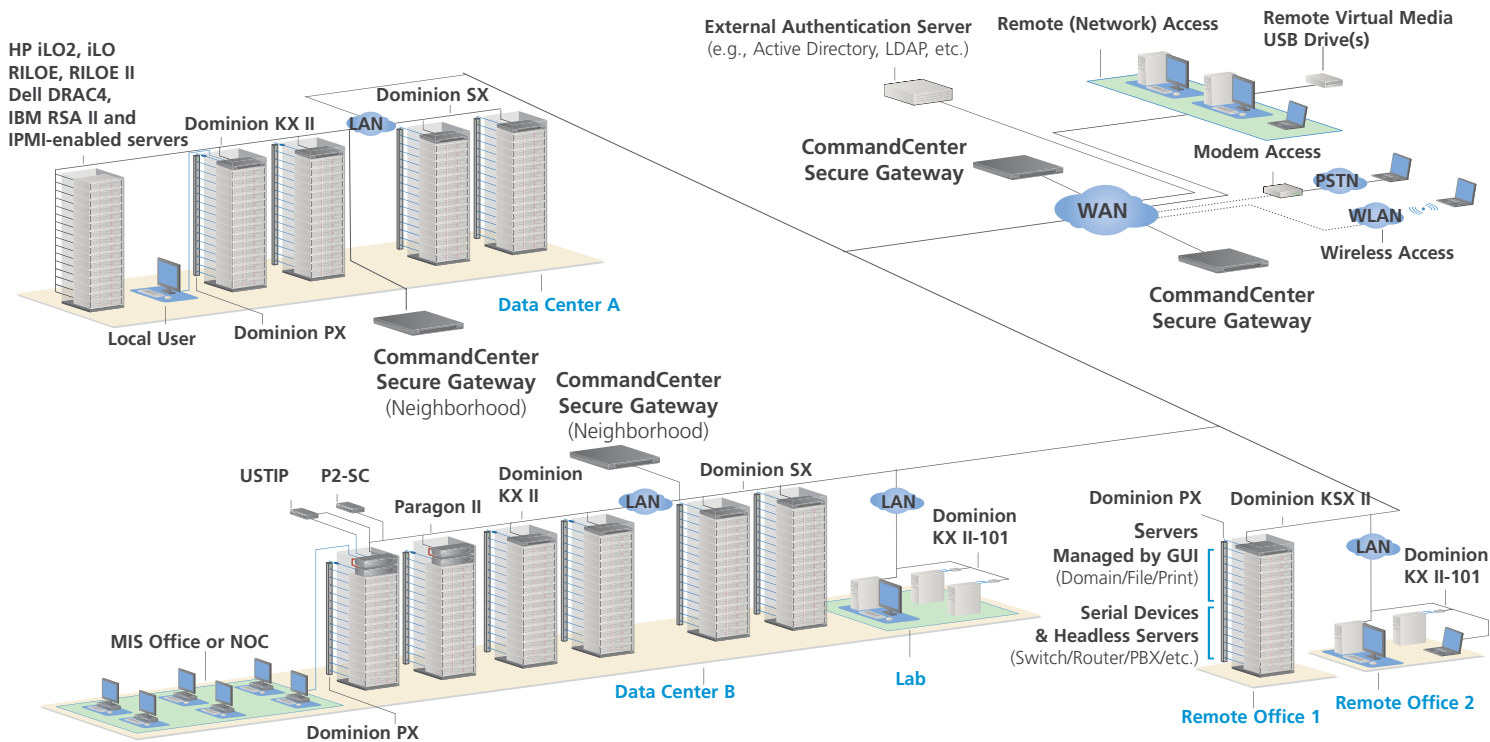 HP iLO2, iLO
RILOE, RILOE II
Dell DRAC4,
IBM RSA II and
IPMI-enabled servers
Dominion KX II
LAN
Dominion SX
Local User
Dominion PX
Data Center A
CommandCenter
Secure Gateway
(Neighborhood)
External Authentication Server
(e.g., Active Directory, LDAP, etc.)
Remote (Network) Access
Remote Virtual Media
USB Drive(s)
CommandCenter
Secure Gateway
Modem Access
PSTN
WAN
WLAN
Wireless Access
CommandCenter
Secure Gateway
CommandCenter
Secure Gateway
(Neighborhood)
USTIP
P2-SC
Paragon II
Dominion
KX II
LAN
Dominion SX
LAN
Dominion
KX II-101
MIS Office or NOC
Dominion PX
Data Center B
Lab
Dominion PX
Dominion KSX II
Servers
Managed by GUI
(Domain/File/Print)
Serial Devices
& Headless Servers
(Switch/Router/PBX/etc.)
LAN
Dominion
KX II-101
Remote Office 1
Remote Office 2